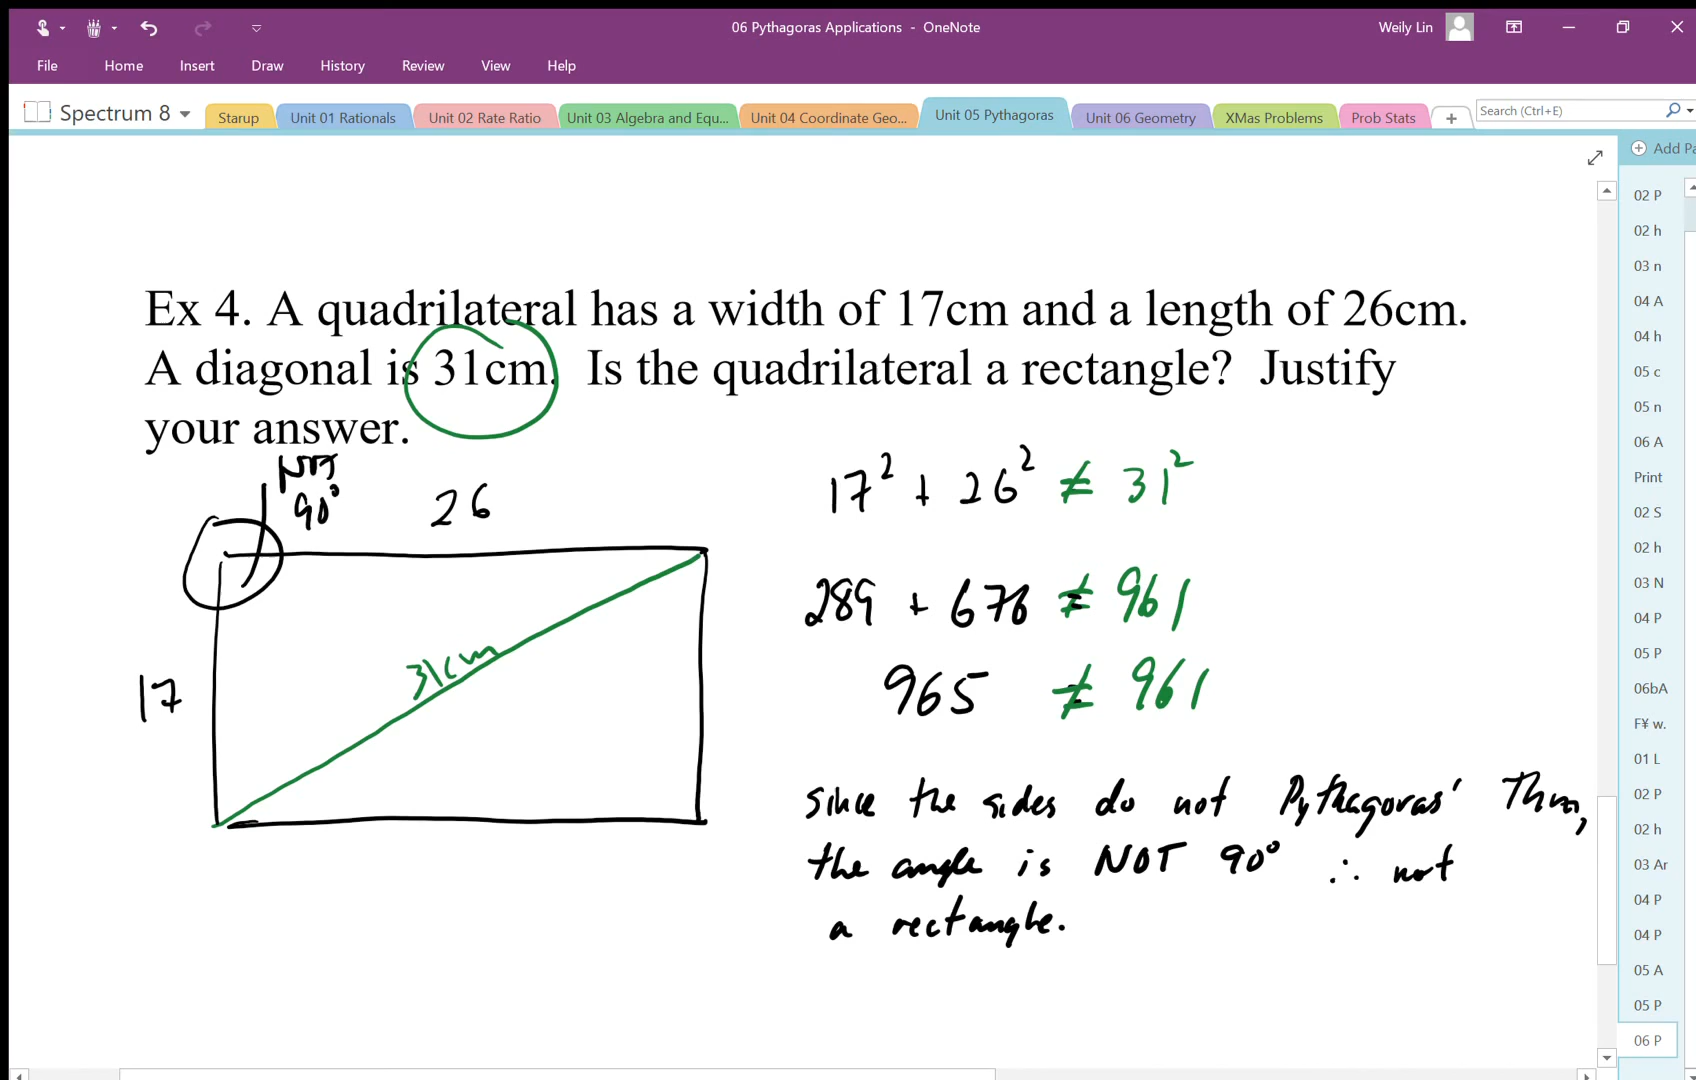 06 Pythagoras Applications - OneNote
Weily Lin
File Home Insert Draw History Review View Help
Spectrum 8
Starup
Unit 01 Rationals
Unit 02 Rate Ratio
Unit 03 Algebra and Equ...
Unit 04 Coordinate Geo...
Unit 05 Pythagoras
Unit 06 Geometry
XMas Problems
Prob Stats
Search (Ctrl+E)
Add Pa
Ex 4. A quadrilateral has a width of 17cm and a length of 26cm.
A diagonal is 31cm. Is the quadrilateral a rectangle? Justify
your answer.
NOT
90°
26
17
31cm
17² + 26² ≠ 31²
289 + 676 ≠ 961
965 ≠ 961
since the sides do not Pythagoras' Thm,
the angle is NOT 90° ∴ not
a rectangle.
02 P
02 h
03 n
04 A
04 h
05 c
05 n
06 A
Print
02 S
02 h
03 N
04 P
05 P
06bA
F¥ w.
01 L
02 P
02 h
03 Ar
04 P
04 P
05 A
05 P
06 P